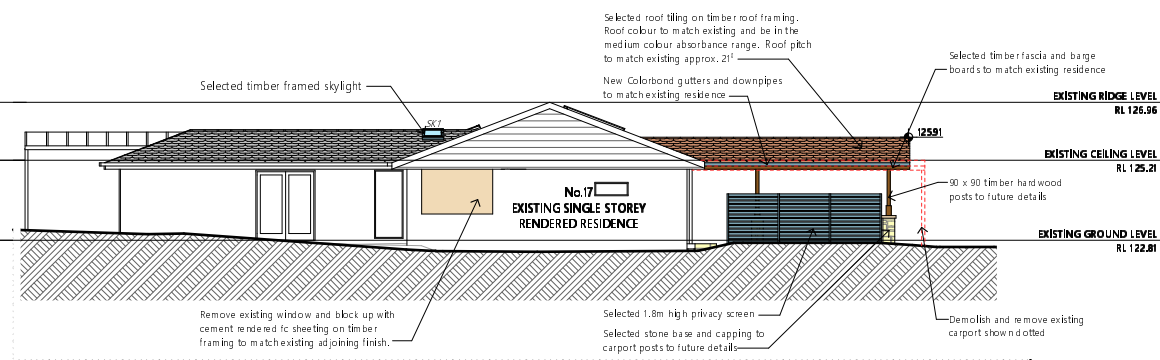 Selected roof tiling on timber roof framing.
Roof colour to match existing and be in the
medium colour absorbance range. Roof pitch
to match existing approx. 21°
Selected timber fascia and barge
boards to match existing residence
New Colorbond gutters and downpipes
to match existing residence
Selected timber framed skylight
EXISTING RIDGE LEVEL
RL 126.96
SK1
125.91
EXISTING CEILING LEVEL
RL 125.21
90 x 90 timber hardwood
posts to future details
No.17
EXISTING SINGLE STOREY
RENDERED RESIDENCE
EXISTING GROUND LEVEL
RL 122.81
Remove existing window and block up with
cement rendered fc sheeting on timber
framing to match existing adjoining finish.
Selected 1.8m high privacy screen
Selected stone base and capping to
carport posts to future details
Demolish and remove existing
carport shown dotted